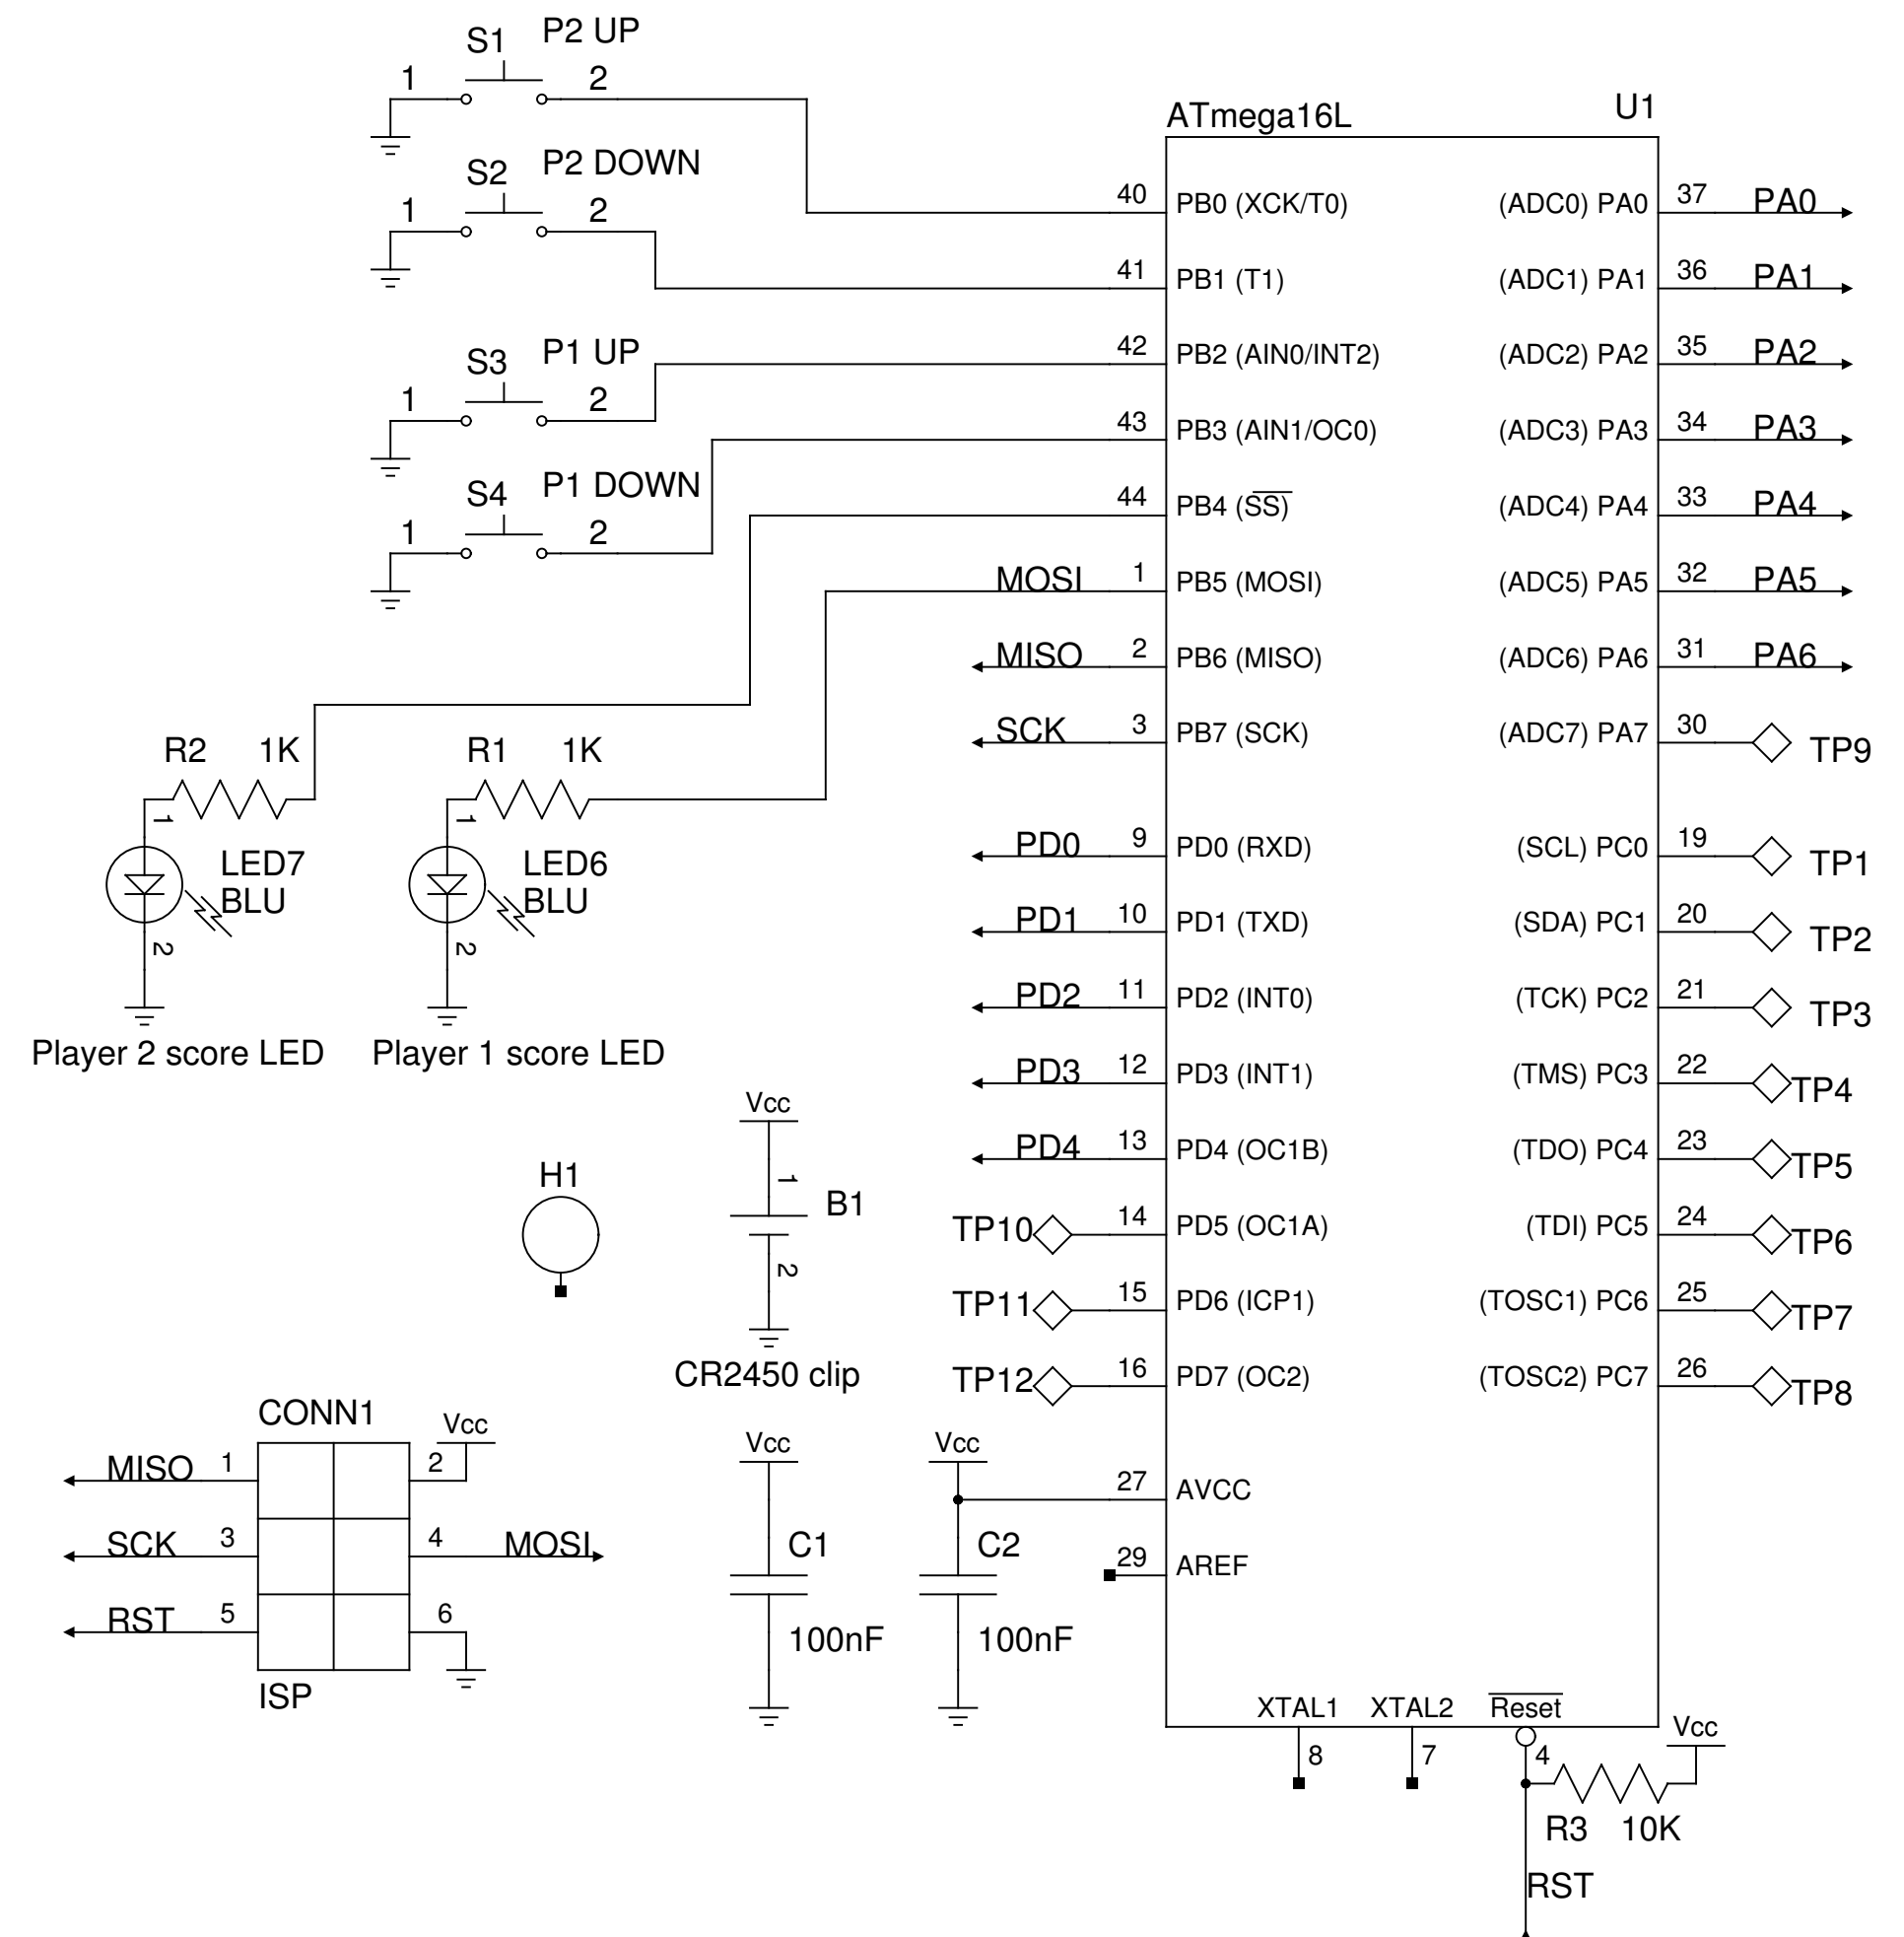 S1 P2 UP
1 2
S2 P2 DOWN
1 2
S3 P1 UP
1 2
S4 P1 DOWN
1 2
ATmega16L U1
40 PB0 (XCK/T0) (ADC0) PA0 37 PA0
41 PB1 (T1) (ADC1) PA1 36 PA1
42 PB2 (AIN0/INT2) (ADC2) PA2 35 PA2
43 PB3 (AIN1/OC0) (ADC3) PA3 34 PA3
44 PB4 (SS) (ADC4) PA4 33 PA4
MOSI 1 PB5 (MOSI) (ADC5) PA5 32 PA5
MISO 2 PB6 (MISO) (ADC6) PA6 31 PA6
SCK 3 PB7 (SCK) (ADC7) PA7 30 TP9
PD0 9 PD0 (RXD) (SCL) PC0 19 TP1
PD1 10 PD1 (TXD) (SDA) PC1 20 TP2
PD2 11 PD2 (INT0) (TCK) PC2 21 TP3
PD3 12 PD3 (INT1) (TMS) PC3 22 TP4
PD4 13 PD4 (OC1B) (TDO) PC4 23 TP5
TP10 14 PD5 (OC1A) (TDI) PC5 24 TP6
TP11 15 PD6 (ICP1) (TOSC1) PC6 25 TP7
TP12 16 PD7 (OC2) (TOSC2) PC7 26 TP8
27 AVCC
29 AREF
XTAL1 XTAL2 Reset
8 7 4
Vcc
R3 10K
RST
R2 1K
1
LED7
BLU
2
Player 2 score LED
R1 1K
1
LED6
BLU
2
Player 1 score LED
H1
Vcc
1
B1
2
CR2450 clip
CONN1
MISO 1 2 Vcc
SCK 3 4 MOSI
RST 5 6
ISP
Vcc
C1
100nF
Vcc
C2
100nF